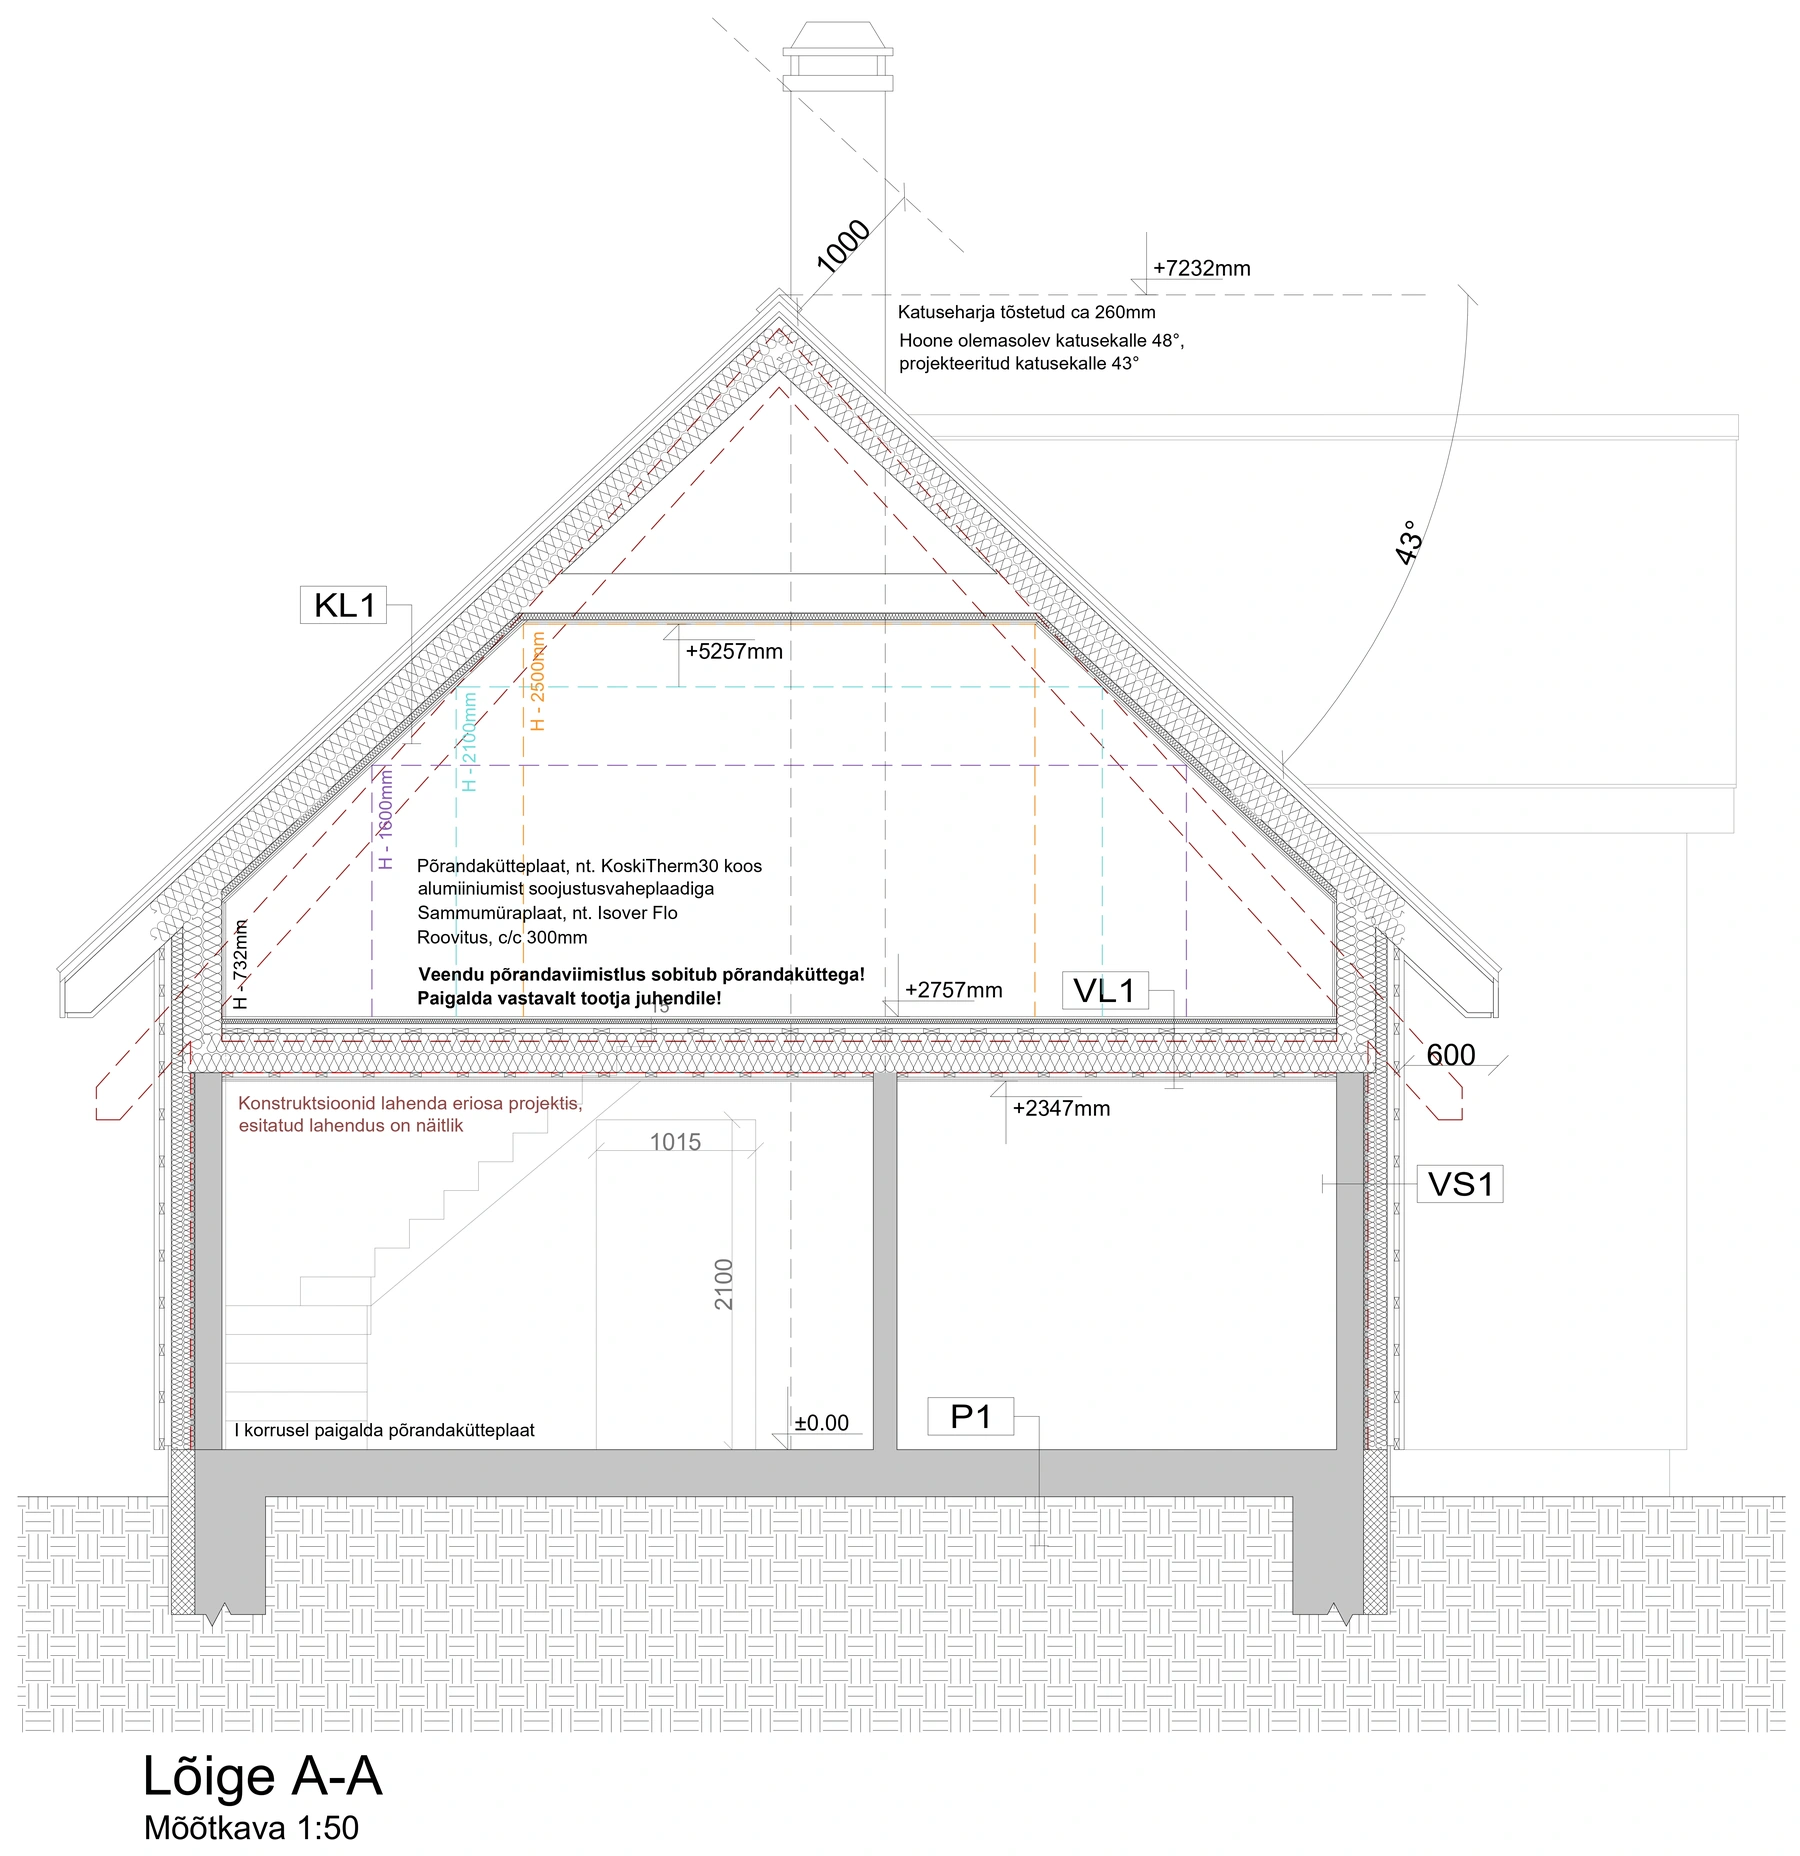 1000
+7232mm
Katuseharja tõstetud ca 260mm
Hoone olemasolev katusekalle 48°,
projekteeritud katusekalle 43°
43°
KL1
+5257mm
H - 2500mm
H - 2100mm
H - 1600mm
Põrandakütteplaat, nt. KoskiTherm30 koos
alumiiniumist soojustusvaheplaadiga
Sammumüraplaat, nt. Isover Flo
Roovitus, c/c 300mm
H - 732mm
Veendu põrandaviimistlus sobitub põrandaküttega!
Paigalda vastavalt tootja juhendile!
15
+2757mm
VL1
600
Konstruktsioonid lahenda eriosa projektis,
esitatud lahendus on näitlik
+2347mm
1015
VS1
2100
I korrusel paigalda põrandakütteplaat
±0.00
P1
Lõige A-A
Mõõtkava 1:50